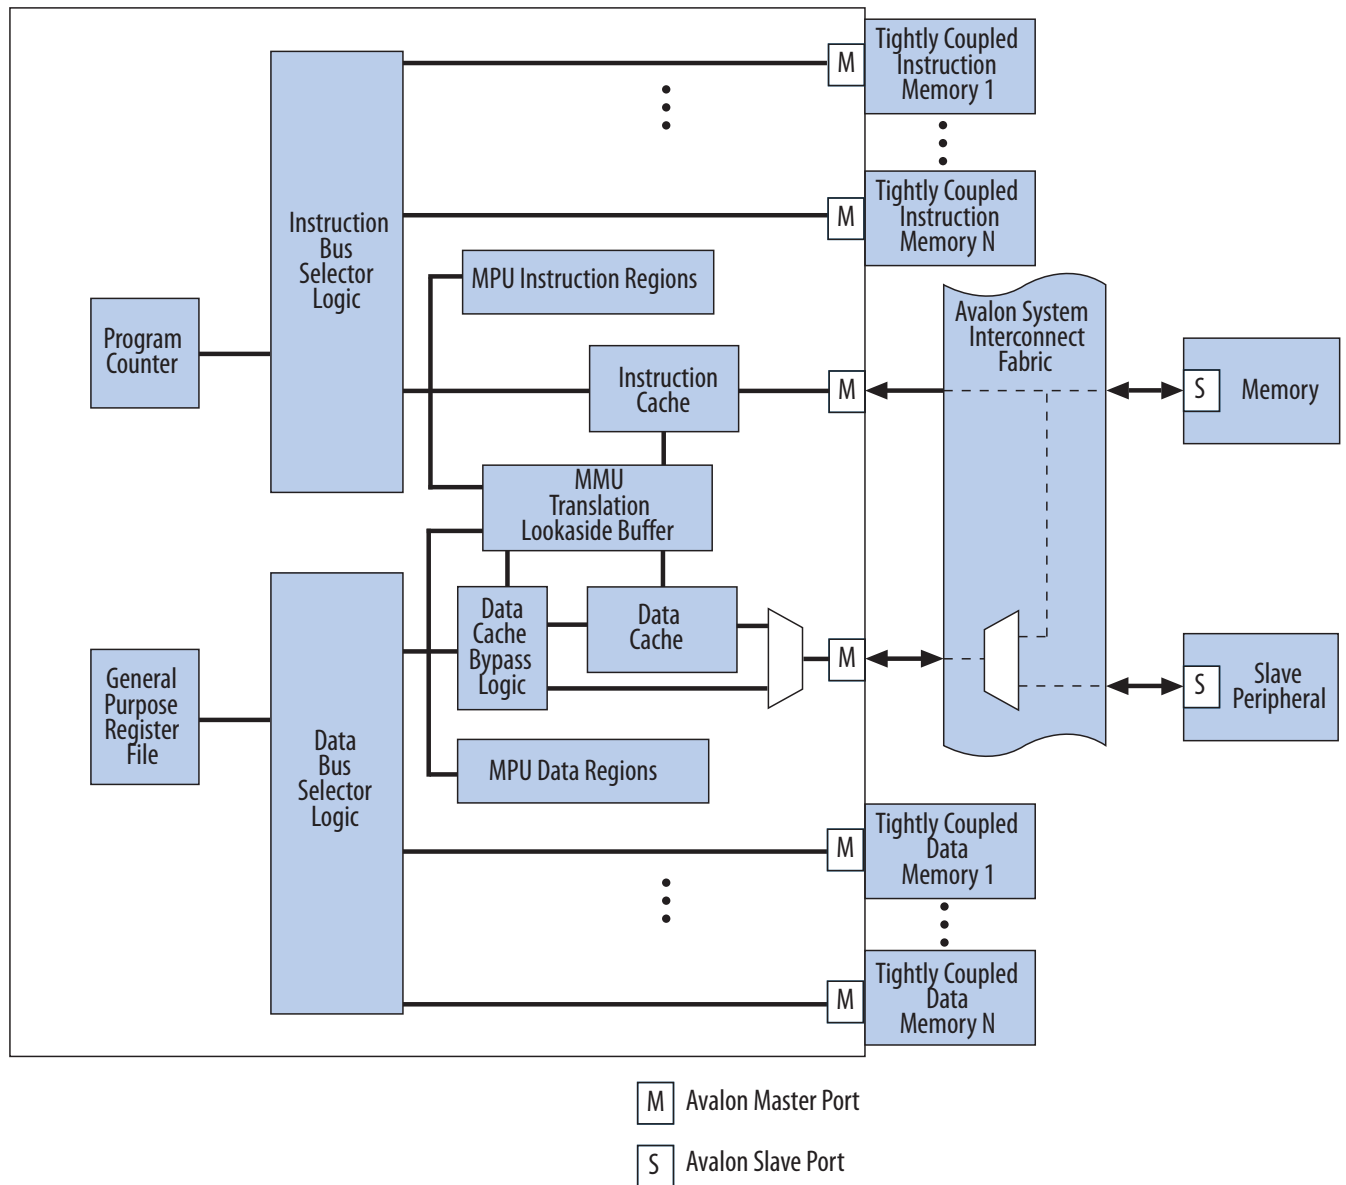 Tightly Coupled
Instruction
Memory 1
M
Tightly Coupled
Instruction
Memory N
M
Instruction
Bus
Selector
Logic
MPU Instruction Regions
Program
Counter
Instruction
Cache
M
Avalon System
Interconnect
Fabric
S
Memory
MMU
Translation
Lookaside Buffer
Data
Cache
Bypass
Logic
Data
Cache
M
S
Slave
Peripheral
General
Purpose
Register
File
Data
Bus
Selector
Logic
MPU Data Regions
M
Tightly Coupled
Data
Memory 1
M
Tightly Coupled
Data
Memory N
M Avalon Master Port
S Avalon Slave Port